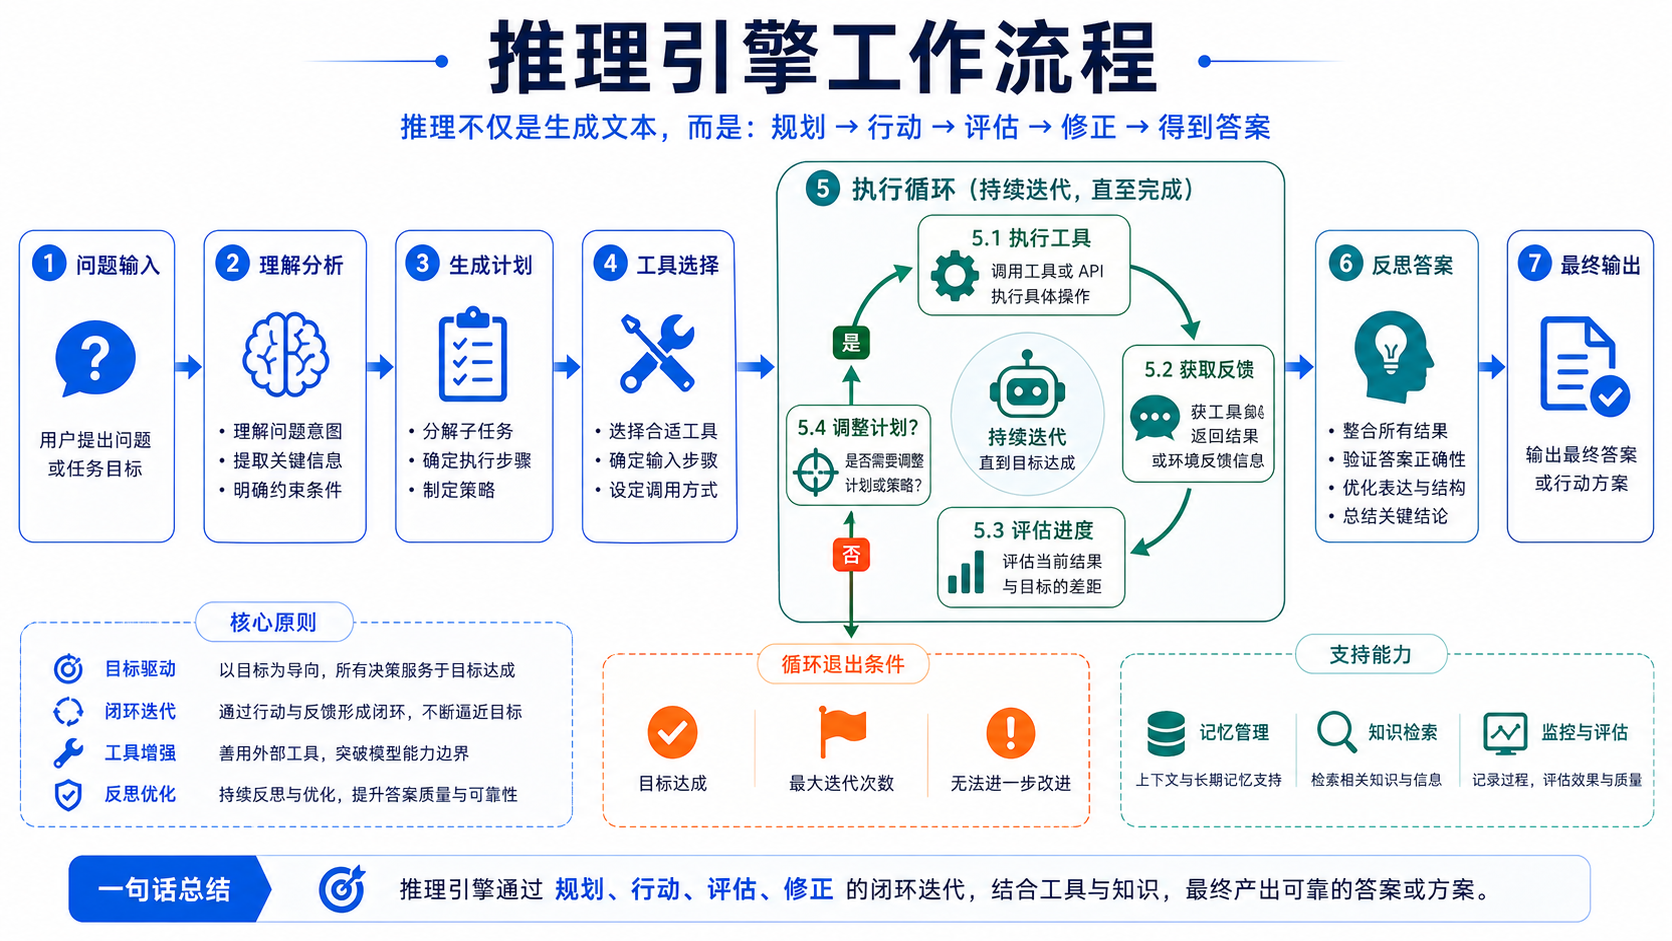 推理引擎工作流程
推理不仅是生成文本，而是：规划 → 行动 → 评估 → 修正 → 得到答案
1 问题输入
用户提出问题
或任务目标
2 理解分析
• 理解问题意图
• 提取关键信息
• 明确约束条件
3 生成计划
• 分解子任务
• 确定执行步骤
• 制定策略
4 工具选择
• 选择合适工具
• 确定输入步骤
• 设定调用方式
5 执行循环（持续迭代，直至完成）
5.1 执行工具
调用工具或 API
执行具体操作
5.2 获取反馈
获工具
返回结果
或环境反馈信息
5.3 评估进度
评估当前结果
与目标的差距
5.4 调整计划？
是否需要调整
计划或策略？
是
否
持续迭代
直到目标达成
6 反思答案
• 整合所有结果
• 验证答案正确性
• 优化表达与结构
• 总结关键结论
7 最终输出
输出最终答案
或行动方案
核心原则
目标驱动 以目标为导向，所有决策服务于目标达成
闭环迭代 通过行动与反馈形成闭环，不断逼近目标
工具增强 善用外部工具，突破模型能力边界
反思优化 持续反思与优化，提升答案质量与可靠性
循环退出条件
目标达成
最大迭代次数
无法进一步改进
支持能力
记忆管理
上下文与长期记忆支持
知识检索
检索相关知识与信息
监控与评估
记录过程，评估效果与质量
一句话总结
推理引擎通过 规划、行动、评估、修正 的闭环迭代，结合工具与知识，最终产出可靠的答案或方案。